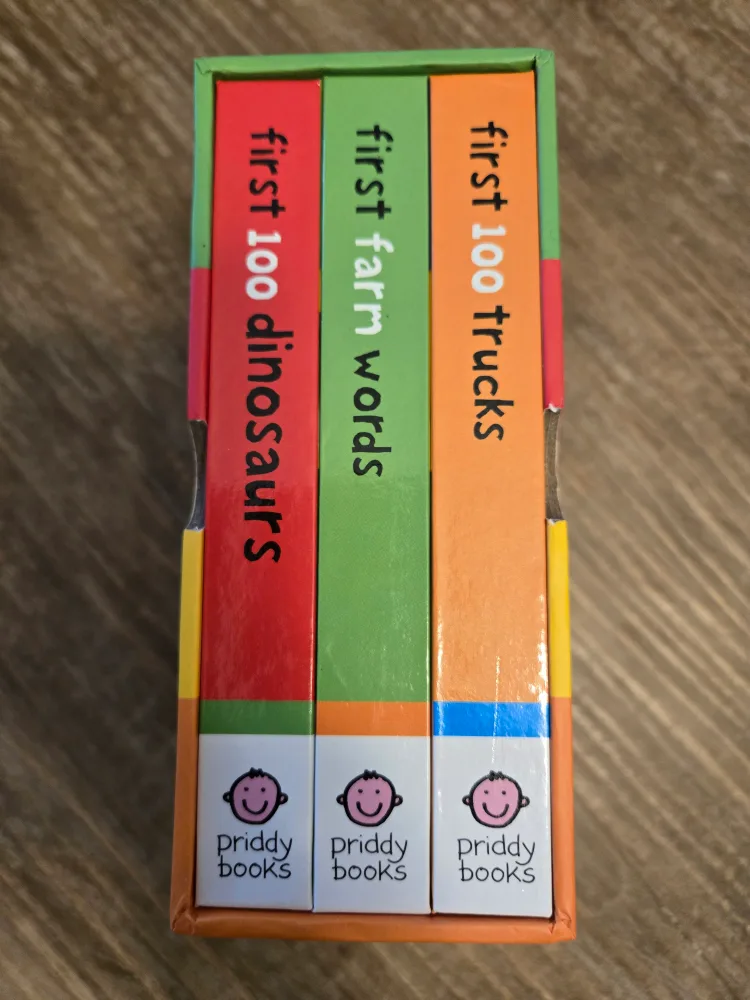 first 100 dinosaurs
priddy
books
first farm words
priddy
books
first 100 trucks
priddy
books